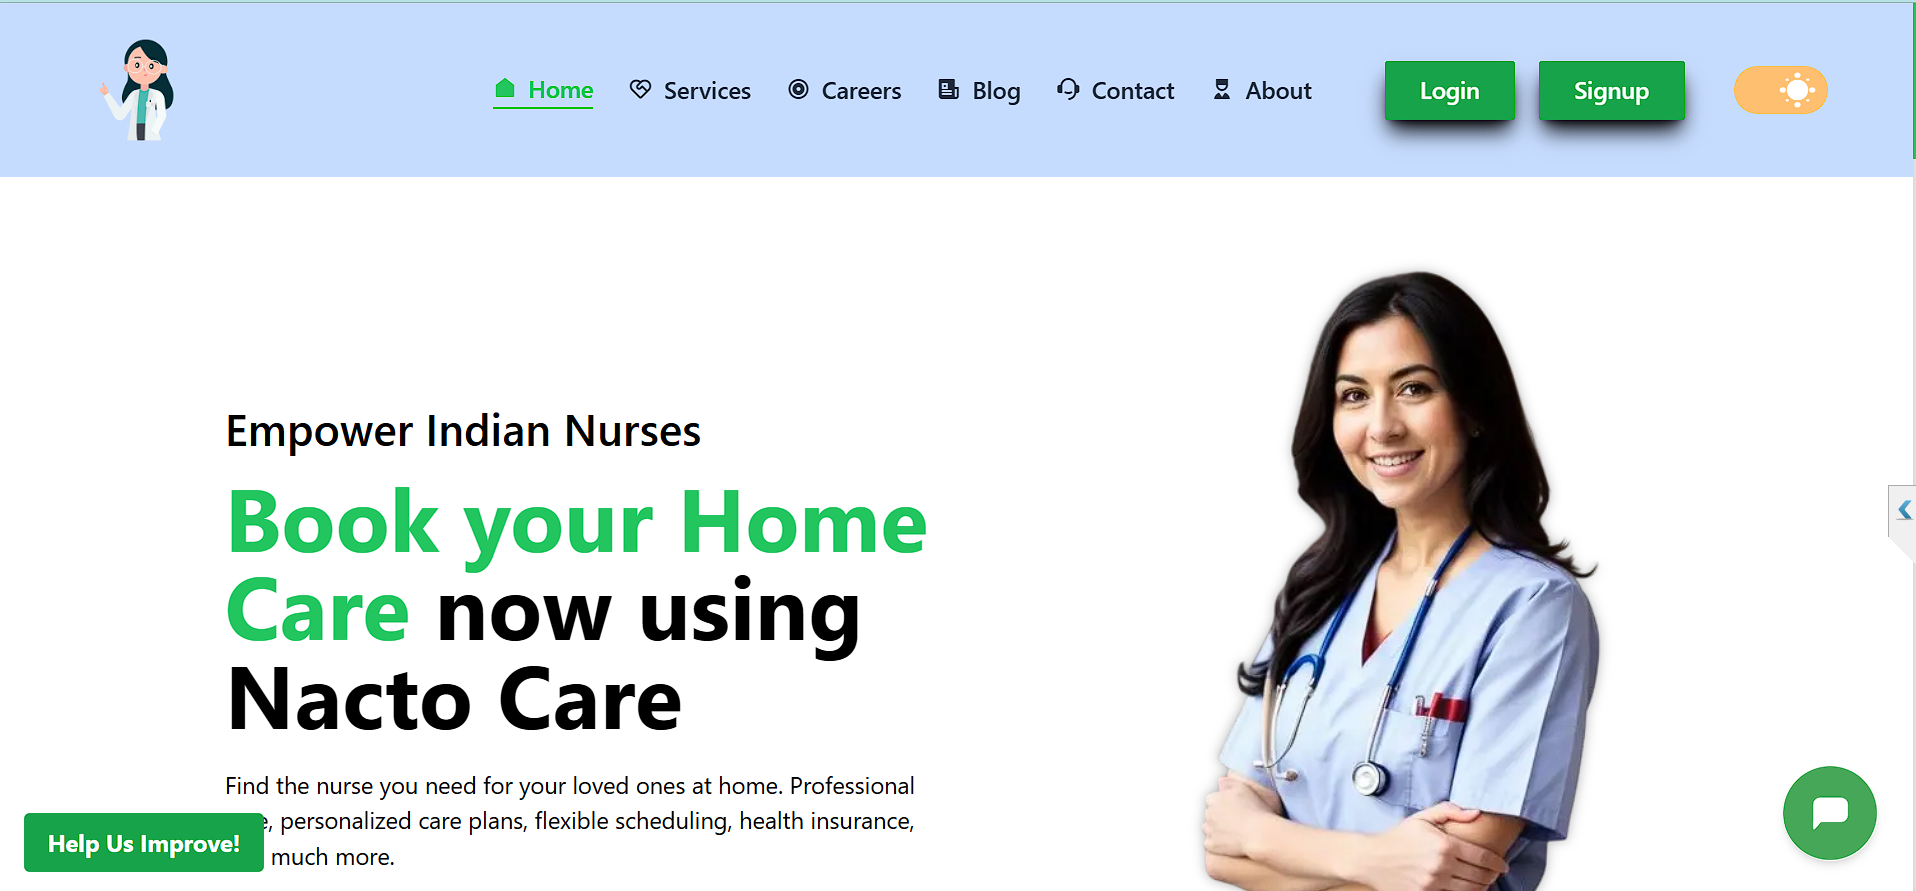 Home Services Careers Blog Contact About Login Signup
Empower Indian Nurses
Book your Home
Care now using
Nacto Care
Find the nurse you need for your loved ones at home. Professional
, personalized care plans, flexible scheduling, health insurance,
much more.
Help Us Improve!